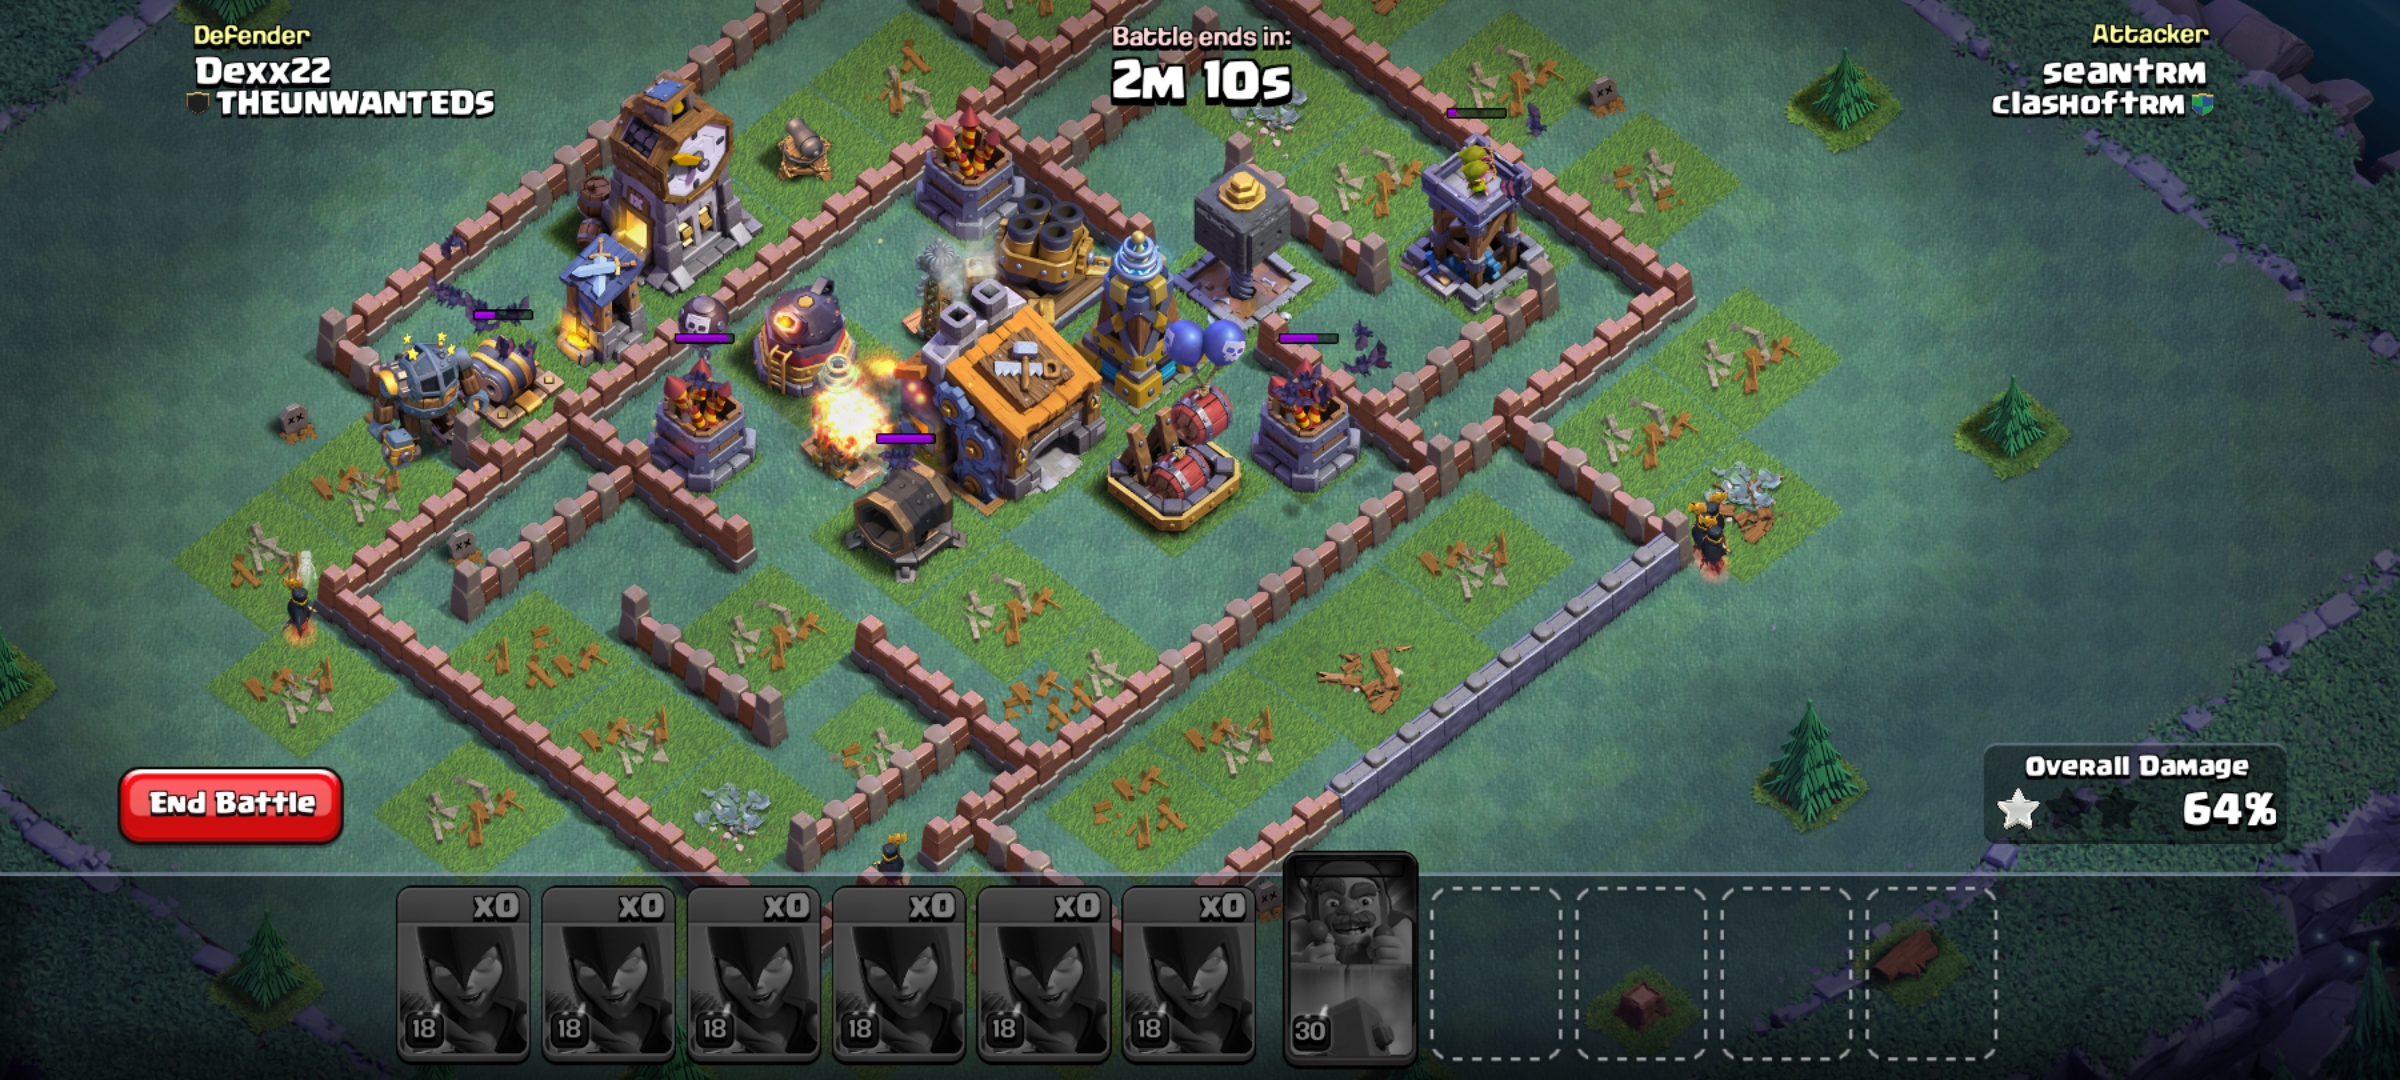 Defender
Dexx22
THEUNWANTEDS
Battle ends in:
2M 10s
Attacker
seantRM
clashoftRM
End Battle
Overall Damage
64%
x0
x0
x0
x0
x0
x0
18
18
18
18
18
18
30